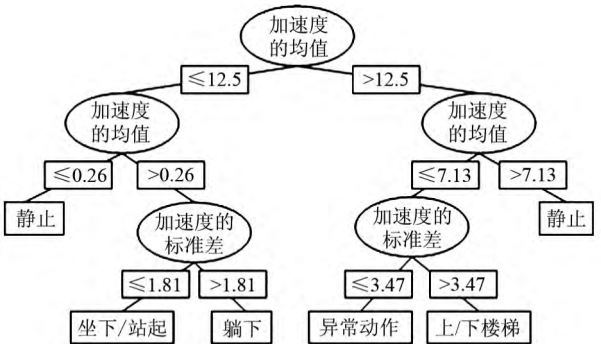 加速度
的均值
≤12.5
>12.5
加速度
的均值
加速度
的均值
≤0.26
>0.26
≤7.13
>7.13
静止
加速度的
标准差
加速度的
标准差
静止
≤1.81
>1.81
≤3.47
>3.47
坐下/站起
躺下
异常动作
上/下楼梯